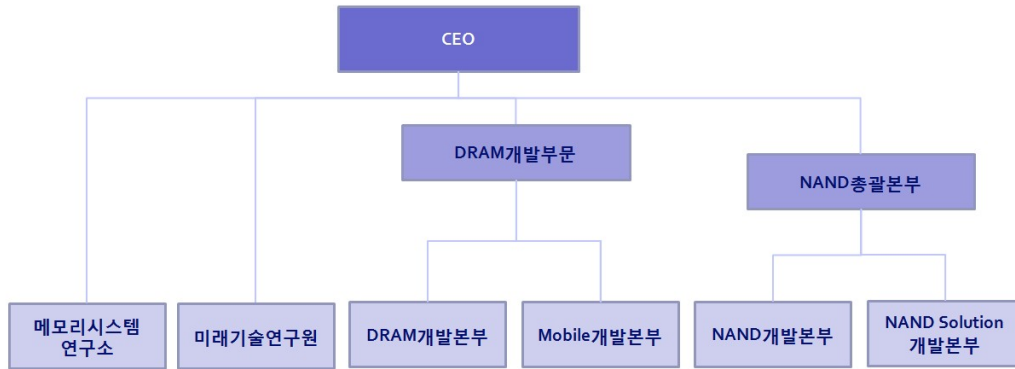 CEO
DRAM개발부문
NAND총괄본부
메모리시스템
연구소
미래기술연구원
DRAM개발본부
Mobile개발본부
NAND개발본부
NAND Solution
개발본부